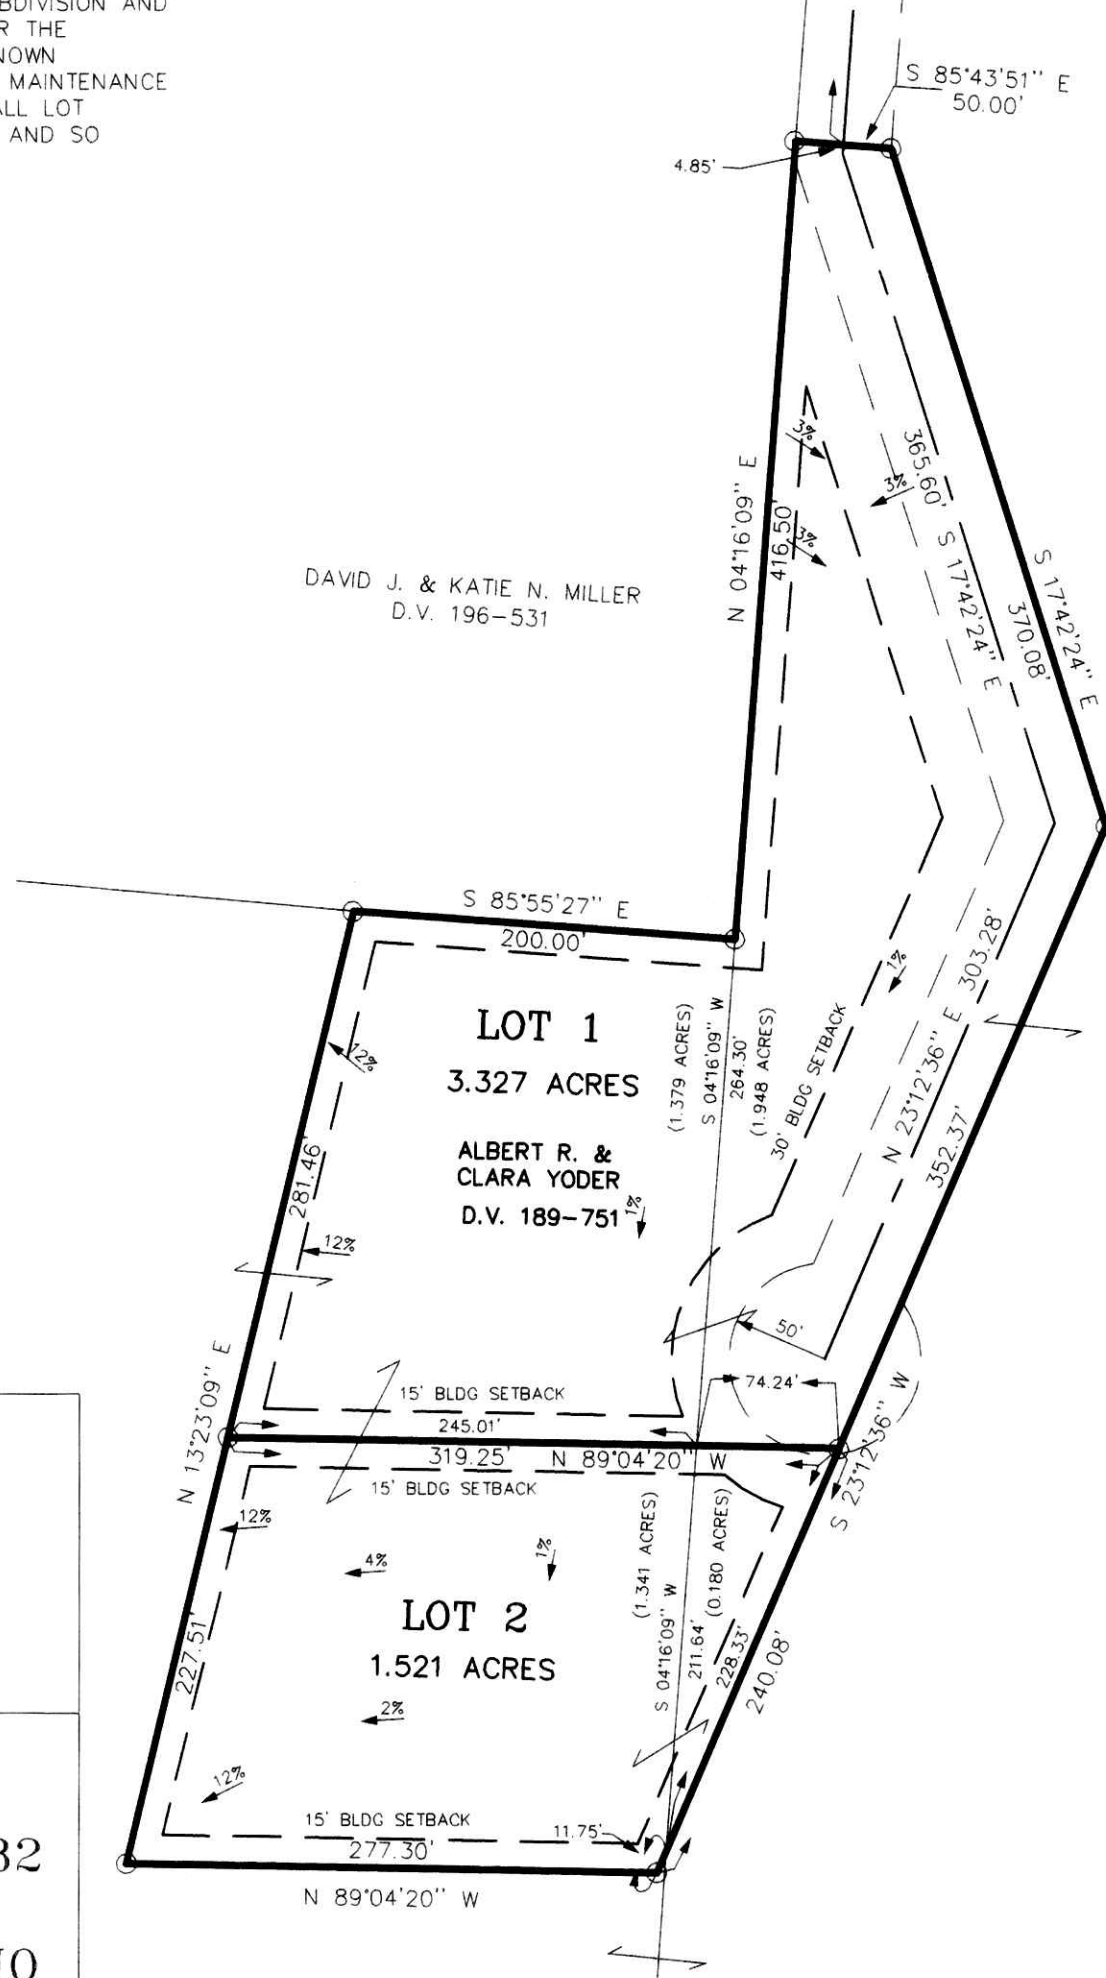 BDIVISION AND
R THE
NOWN
MAINTENANCE
ALL LOT
AND SO
S 85°43'51'' E
50.00'
4.85'
3%
3%
3%
365.60'
S 17°42'24'' E
S 17°42'24'' E
370.08'
N 04°16'09'' E
416.50'
DAVID J. & KATIE N. MILLER
D.V. 196-531
S 85°55'27'' E
200.00'
LOT 1
3.327 ACRES
ALBERT R. &
CLARA YODER
D.V. 189-751
(1.379 ACRES)
S 04°16'09'' W
264.30'
(1.948 ACRES)
30' BLDG SETBACK
1%
N 23°12'36'' E 303.28'
352.37'
12%
281.46'
12%
1%
N 13°23'09'' E
50'
74.24'
15' BLDG SETBACK
245.01'
319.25' N 89°04'20'' W
15' BLDG SETBACK
S 23°12'36'' W
12%
4%
1%
LOT 2
1.521 ACRES
(1.341 ACRES)
S 04°16'09'' W
211.64'
(0.180 ACRES)
228.33'
240.08'
227.51'
2%
12%
15' BLDG SETBACK
11.75'
277.30'
N 89°04'20'' W
32